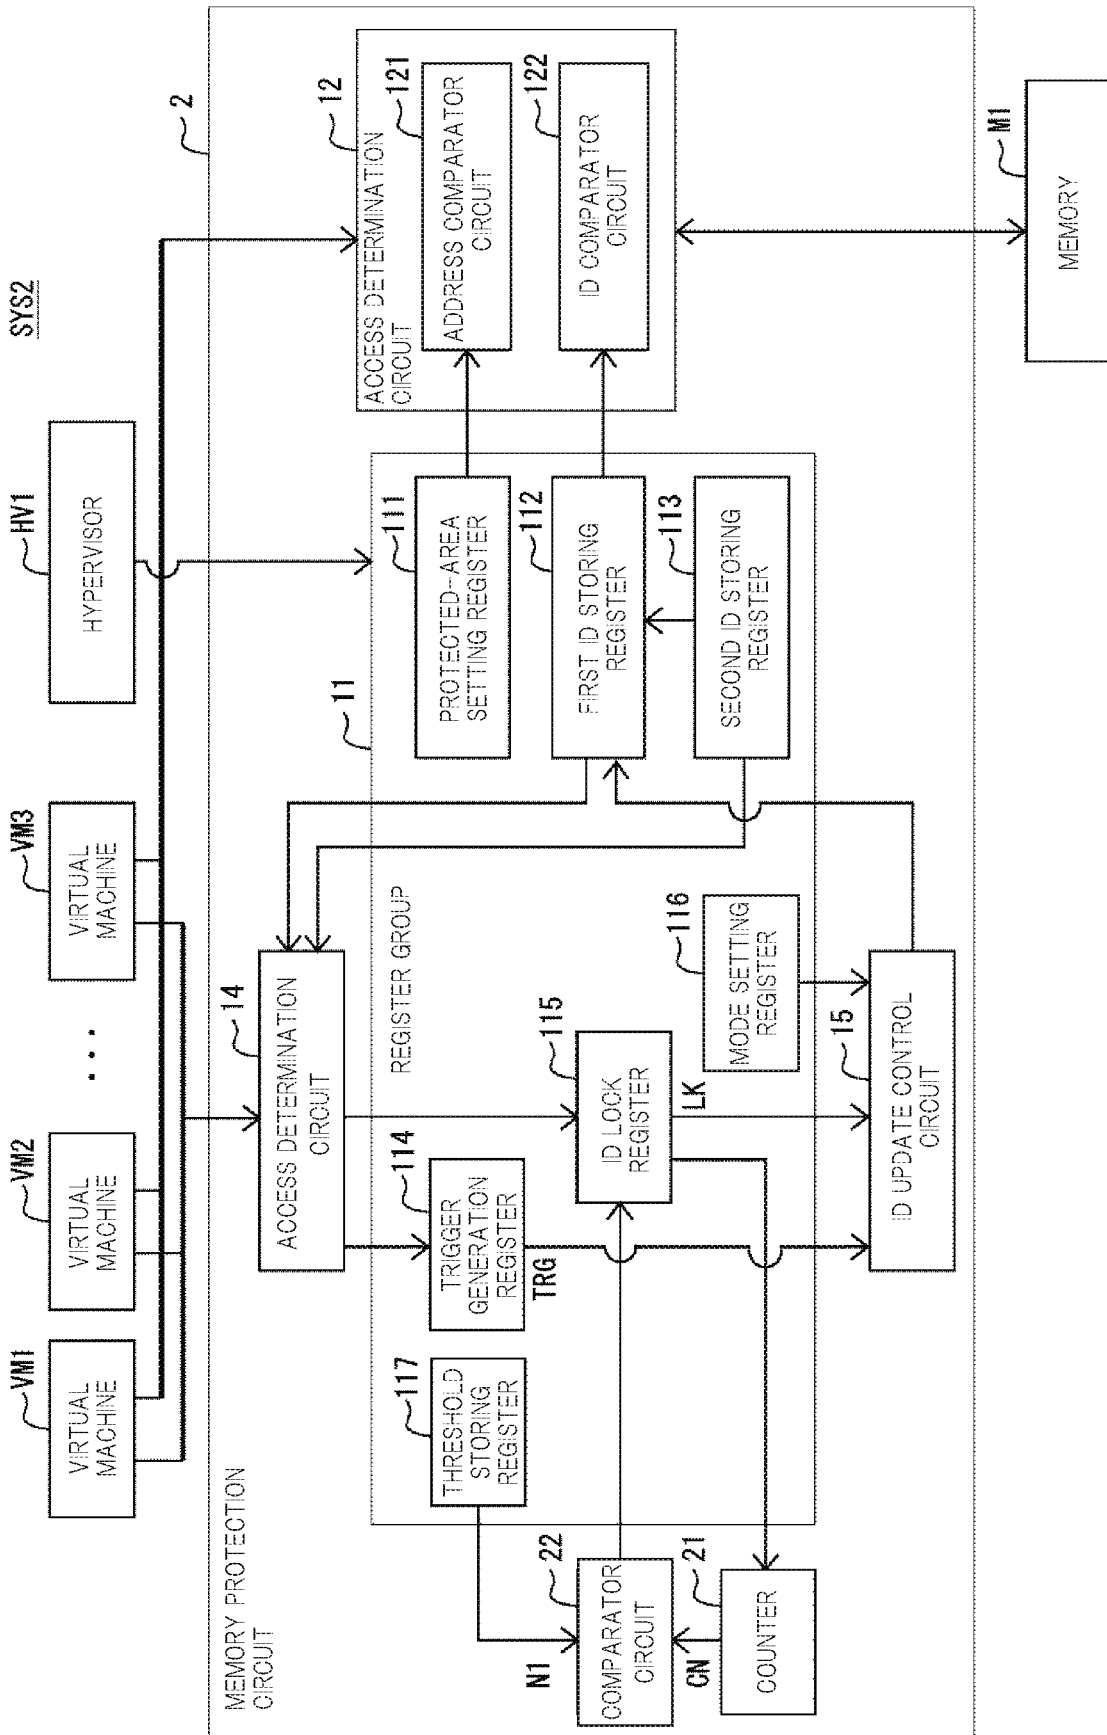 SYS2
VM1
VIRTUAL
MACHINE
VM2
VIRTUAL
MACHINE
...
VM3
VIRTUAL
MACHINE
HV1
HYPERVISOR
2
MEMORY PROTECTION
CIRCUIT
14
ACCESS DETERMINATION
CIRCUIT
11
REGISTER GROUP
117
THRESHOLD
STORING
REGISTER
114
TRIGGER
GENERATION
REGISTER
TRG
115
ID LOCK
REGISTER
LK
116
MODE SETTING
REGISTER
111
PROTECTED-AREA
SETTING REGISTER
112
FIRST ID STORING
REGISTER
113
SECOND ID STORING
REGISTER
12
ACCESS DETERMINATION
CIRCUIT
121
ADDRESS COMPARATOR
CIRCUIT
122
ID COMPARATOR
CIRCUIT
N1
22
COMPARATOR
CIRCUIT
CN
21
COUNTER
15
ID UPDATE CONTROL
CIRCUIT
M1
MEMORY